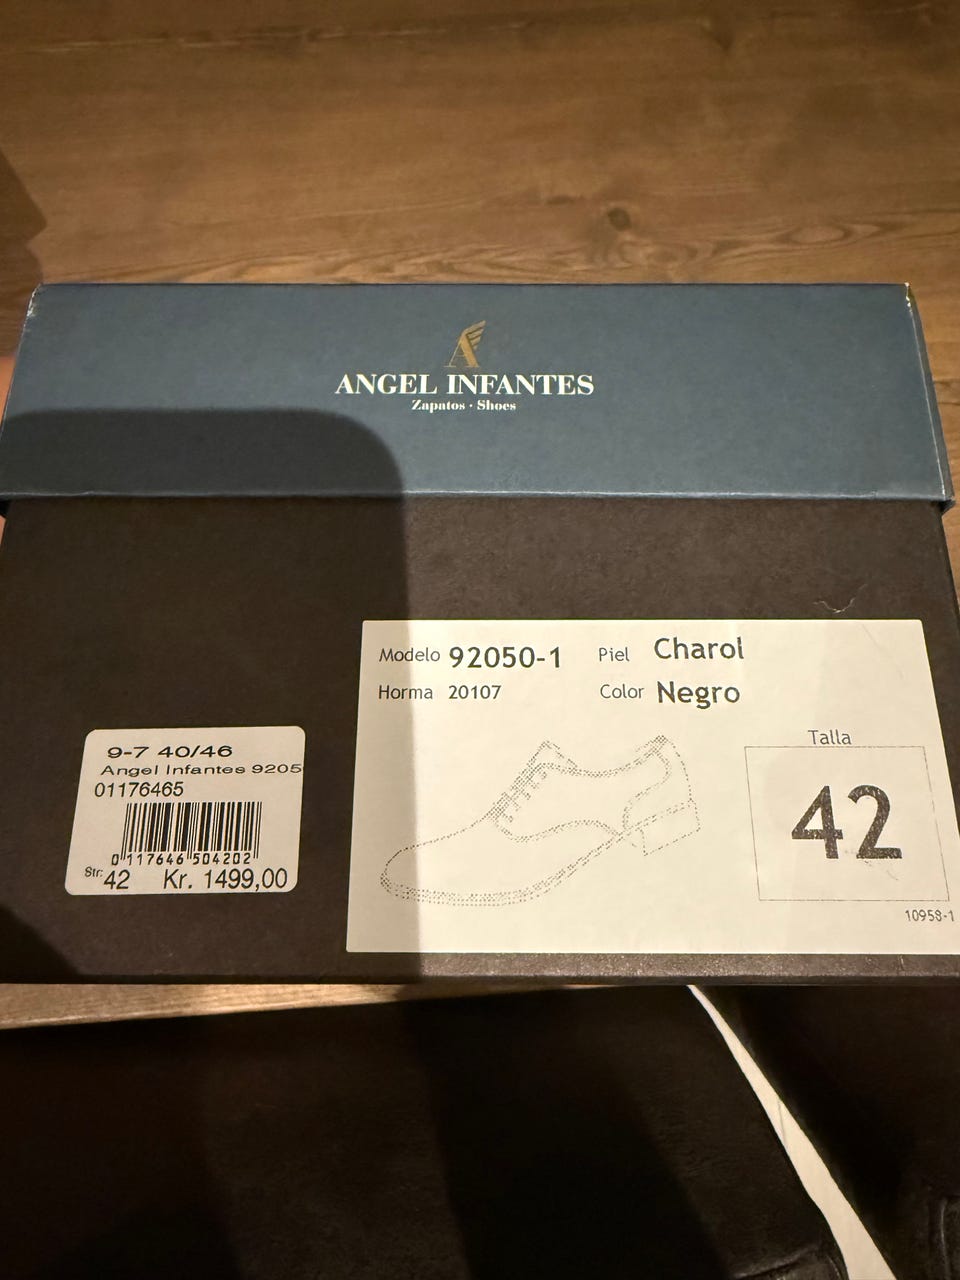 ANGEL INFANTES
Zapatos · Shoes
Modelo 92050-1 Piel Charol
Horma 20107 Color Negro
Talla
42
10958-1
9-7 40/46
Angel Infantes 9205
01176465
0 117646 504202
Str: 42 Kr. 1499,00